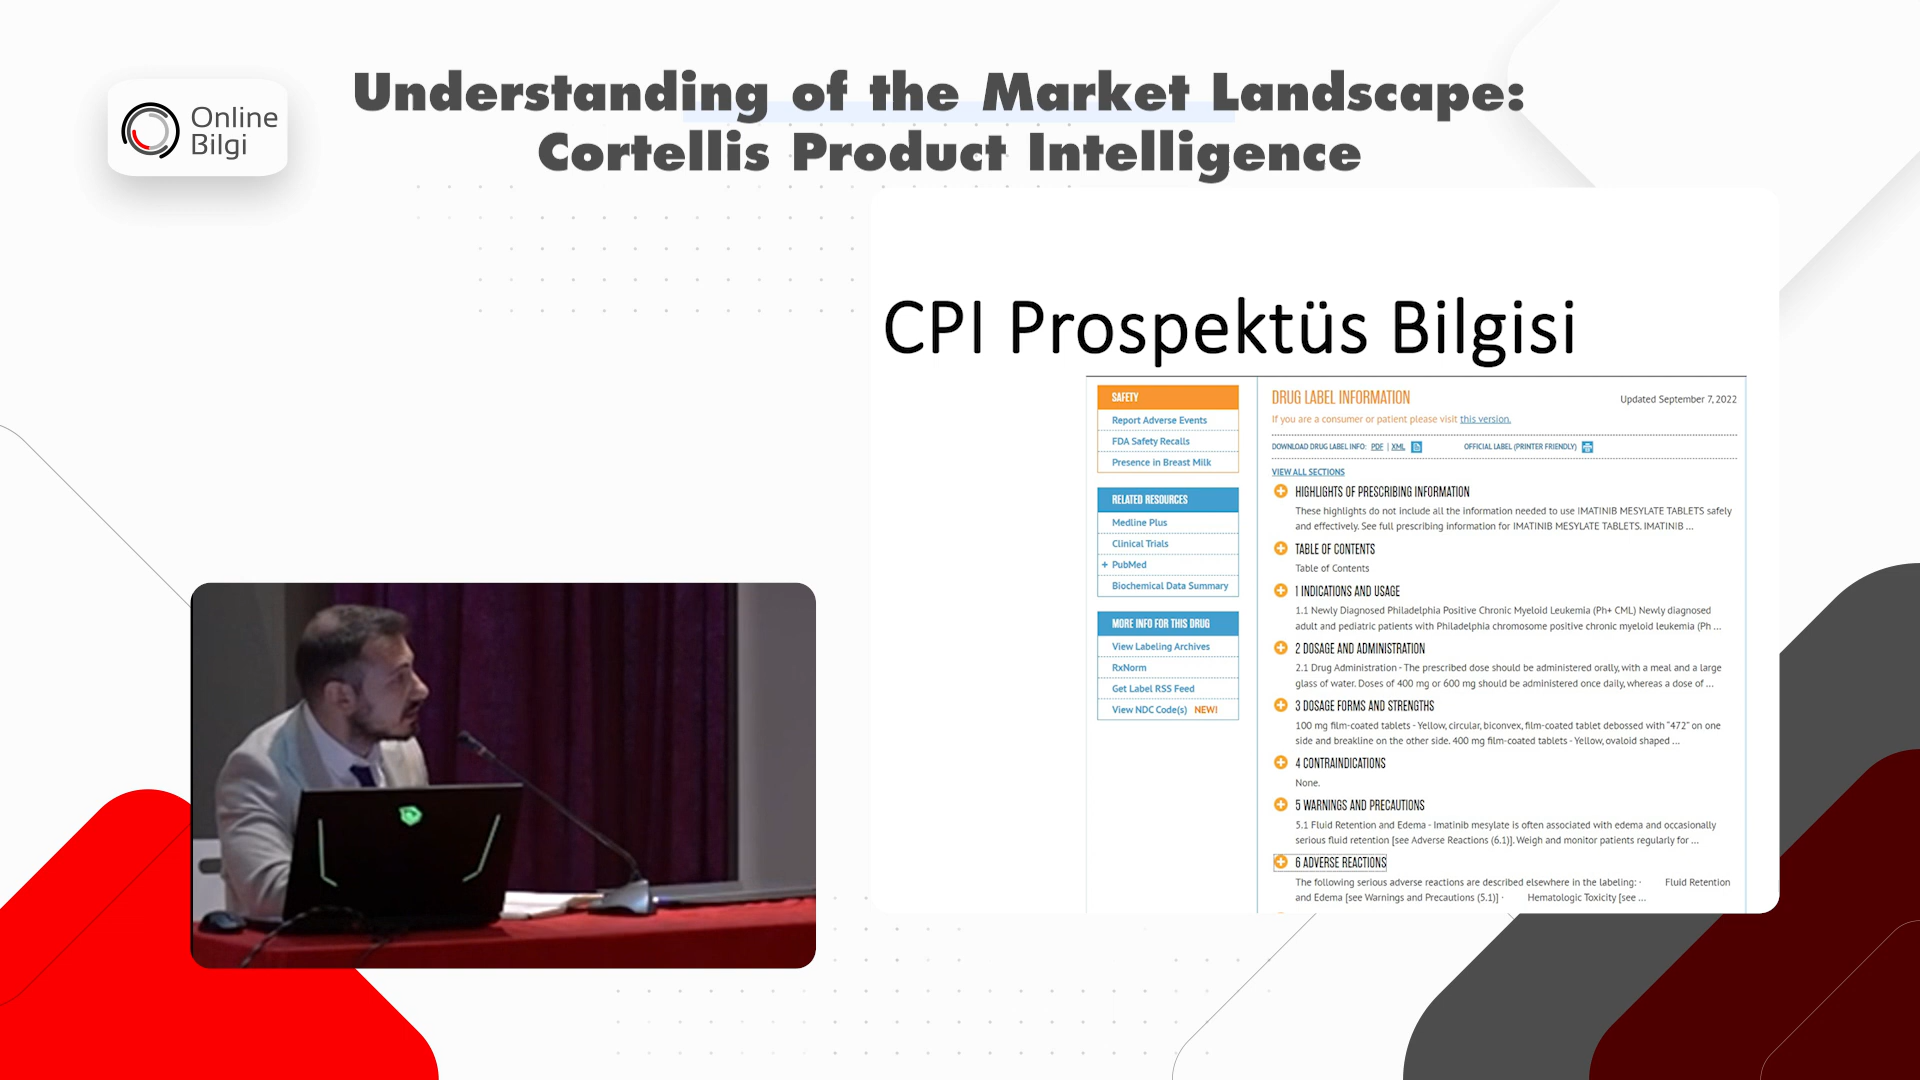 Online
Bilgi
Understanding of the Market Landscape:
Cortellis Product Intelligence
CPI Prospektüs Bilgisi
SAFETY
Report Adverse Events
FDA Safety Recalls
Presence in Breast Milk
RELATED RESOURCES
Medline Plus
Clinical Trials
+ PubMed
Biochemical Data Summary
MORE INFO FOR THIS DRUG
View Labeling Archives
RxNorm
Get Label RSS Feed
View NDC Code(s) NEW!
DRUG LABEL INFORMATION
Updated September 7, 2022
If you are a consumer or patient please visit this version.
DOWNLOAD DRUG LABEL INFO: PDF | XML
OFFICIAL LABEL (PRINTER FRIENDLY)
VIEW ALL SECTIONS
HIGHLIGHTS OF PRESCRIBING INFORMATION
These highlights do not include all the information needed to use IMATINIB MESYLATE TABLETS safely
and effectively. See full prescribing information for IMATINIB MESYLATE TABLETS. IMATINIB ...
TABLE OF CONTENTS
Table of Contents
1 INDICATIONS AND USAGE
1.1 Newly Diagnosed Philadelphia Positive Chronic Myeloid Leukemia (Ph+ CML) Newly diagnosed
adult and pediatric patients with Philadelphia chromosome positive chronic myeloid leukemia (Ph ...
2 DOSAGE AND ADMINISTRATION
2.1 Drug Administration - The prescribed dose should be administered orally, with a meal and a large
glass of water. Doses of 400 mg or 600 mg should be administered once daily, whereas a dose of ...
3 DOSAGE FORMS AND STRENGTHS
100 mg film-coated tablets - Yellow, circular, biconvex, film-coated tablet debossed with "472" on one
side and breakline on the other side. 400 mg film-coated tablets - Yellow, ovaloid shaped ...
4 CONTRAINDICATIONS
None.
5 WARNINGS AND PRECAUTIONS
5.1 Fluid Retention and Edema - Imatinib mesylate is often associated with edema and occasionally
serious fluid retention [see Adverse Reactions (6.1)]. Weigh and monitor patients regularly for ...
6 ADVERSE REACTIONS
The following serious adverse reactions are described elsewhere in the labeling: · Fluid Retention
and Edema [see Warnings and Precautions (5.1)] · Hematologic Toxicity [see ...